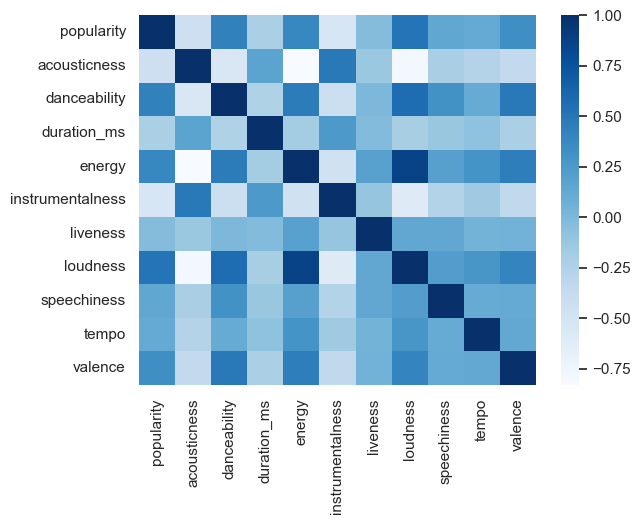 popularity
acousticness
danceability
duration_ms
energy
instrumentalness
liveness
loudness
speechiness
tempo
valence
popularity
acousticness
danceability
duration_ms
energy
instrumentalness
liveness
loudness
speechiness
tempo
valence
1.00
0.75
0.50
0.25
0.00
−0.25
−0.50
−0.75